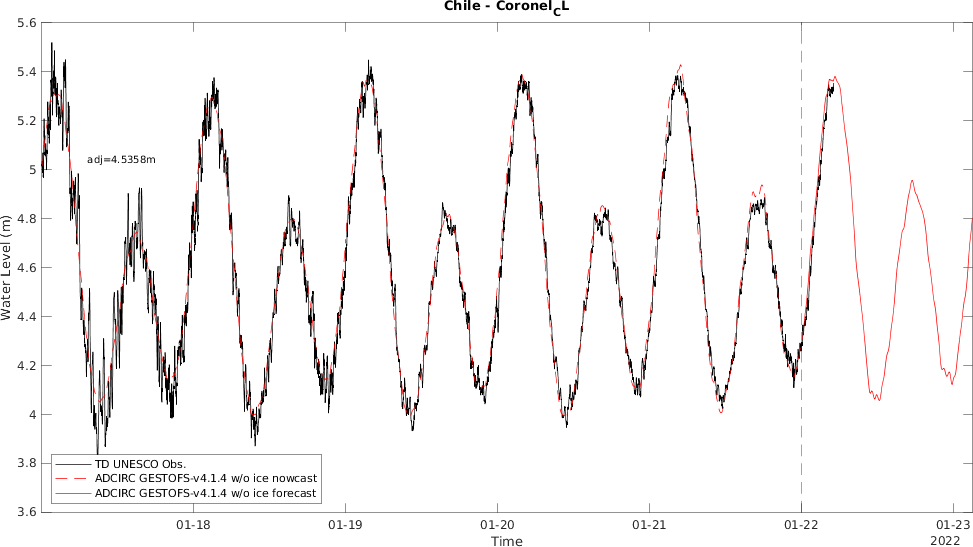 Chile - Coronel_CL
5.6
5.4
5.2
5
4.8
4.6
4.4
4.2
4
3.8
3.6
Water Level (m)
adj=4.5358m
TD UNESCO Obs.
ADCIRC GESTOFS-v4.1.4 w/o ice nowcast
ADCIRC GESTOFS-v4.1.4 w/o ice forecast
01-18 01-19 01-20 01-21 01-22 01-23
Time
2022